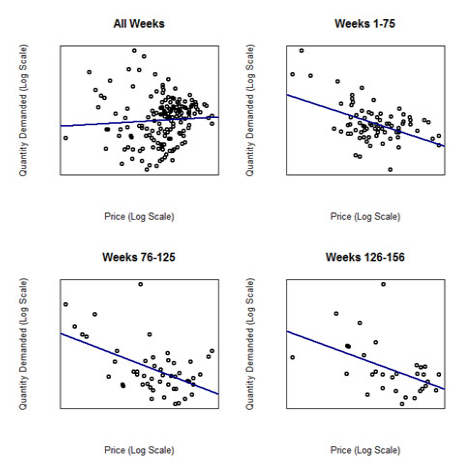 All Weeks
Quantity Demanded (Log Scale)
Price (Log Scale)
Weeks 1-75
Quantity Demanded (Log Scale)
Price (Log Scale)
Weeks 76-125
Quantity Demanded (Log Scale)
Price (Log Scale)
Weeks 126-156
Quantity Demanded (Log Scale)
Price (Log Scale)